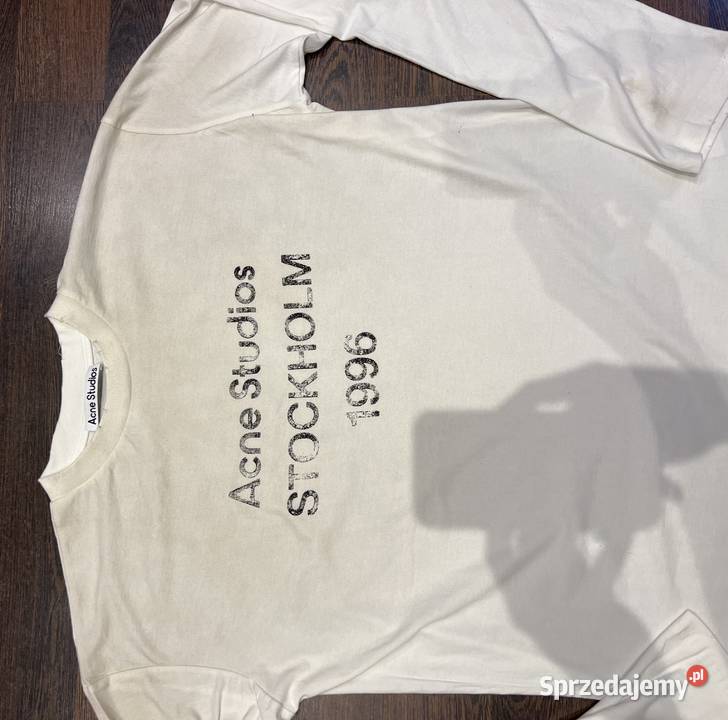 Acne Studios
Acne Studios
STOCKHOLM
1996
Sprzedajemy.pl